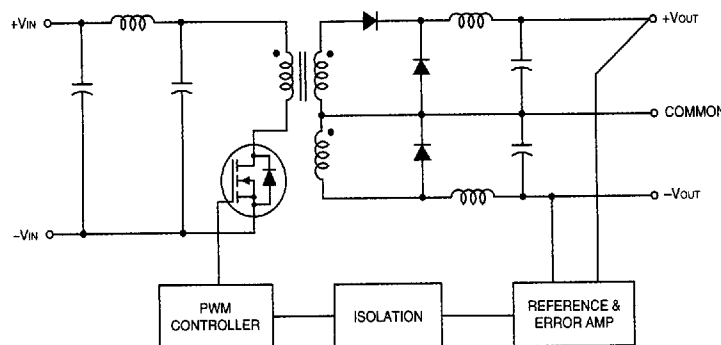 +VIN
+VOUT
COMMON
−VIN
−VOUT
PWM
CONTROLLER
ISOLATION
REFERENCE &
ERROR AMP